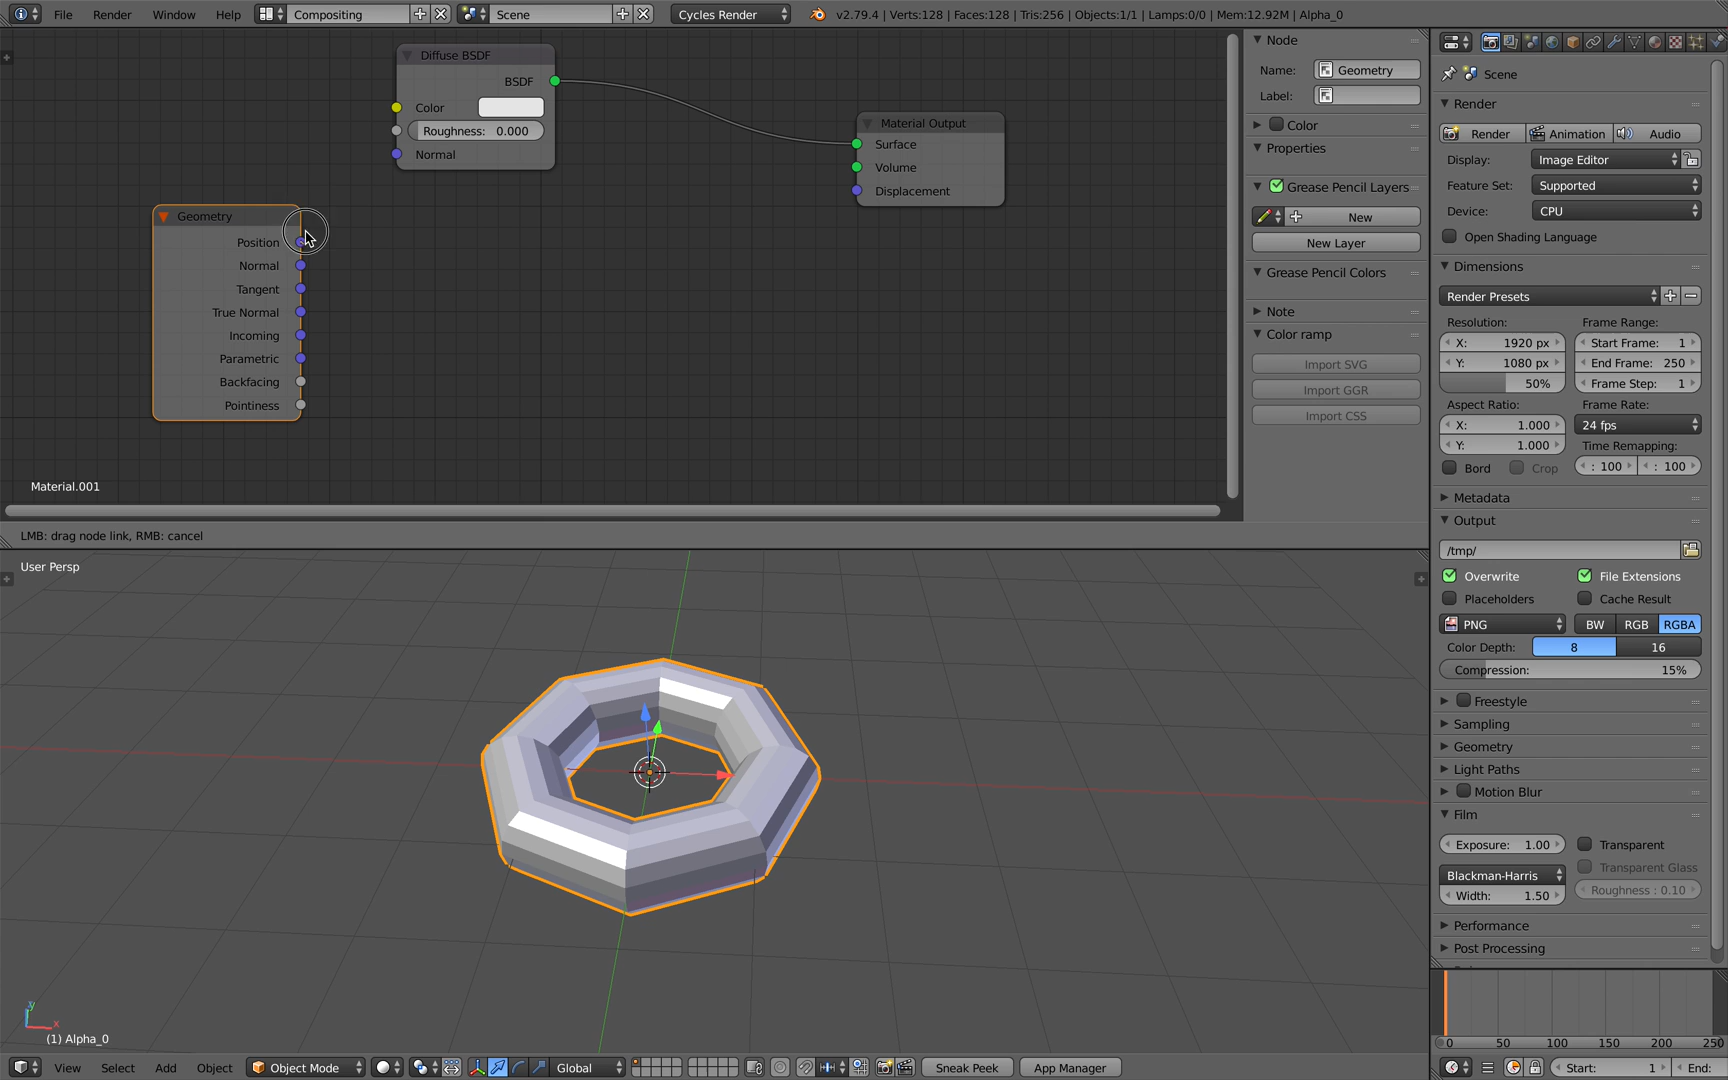 File Render Window Help Compositing Scene Cycles Render v2.79.4 | Verts:128 | Faces:128 | Tris:256 | Objects:1/1 | Lamps:0/0 | Mem:12.92M | Alpha_0
Diffuse BSDF
BSDF
Color
Roughness: 0.000
Normal
Material Output
Surface
Volume
Displacement
Geometry
Position
Normal
Tangent
True Normal
Incoming
Parametric
Backfacing
Pointiness
Material.001
LMB: drag node link, RMB: cancel
Node
Name: Geometry
Label:
Color
Properties
Grease Pencil Layers
New
New Layer
Grease Pencil Colors
Note
Color ramp
Import SVG
Import GGR
Import CSS
Scene
Render
Render Animation Audio
Display: Image Editor
Feature Set: Supported
Device: CPU
Open Shading Language
Dimensions
Render Presets
Resolution: Frame Range:
X: 1920 px Start Frame: 1
Y: 1080 px End Frame: 250
50% Frame Step: 1
Aspect Ratio: Frame Rate:
X: 1.000 24 fps
Y: 1.000 Time Remapping:
Bord Crop : 100 : 100
Metadata
Output
/tmp/
Overwrite File Extensions
Placeholders Cache Result
PNG BW RGB RGBA
Color Depth: 8 16
Compression: 15%
Freestyle
Sampling
Geometry
Light Paths
Motion Blur
Film
Exposure: 1.00 Transparent
Blackman-Harris Transparent Glass
Width: 1.50 Roughness : 0.10
Performance
Post Processing
User Persp
y
x
(1) Alpha_0
View Select Add Object Object Mode Global Sneak Peek App Manager
0 50 100 150 200 250
Start: 1 End: